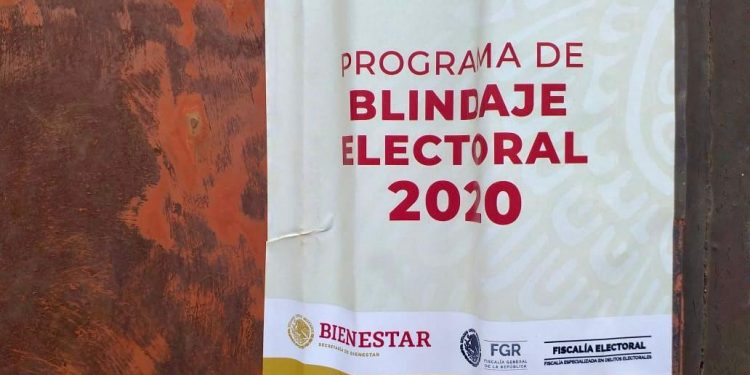 PROGRAMA DE
BLINDAJE
ELECTORAL
2020
BIENESTAR
SECRETARÍA DE BIENESTAR
FGR
FISCALÍA GENERAL
DE LA REPÚBLICA
FISCALÍA ELECTORAL
FISCALÍA ESPECIALIZADA EN DELITOS ELECTORALES